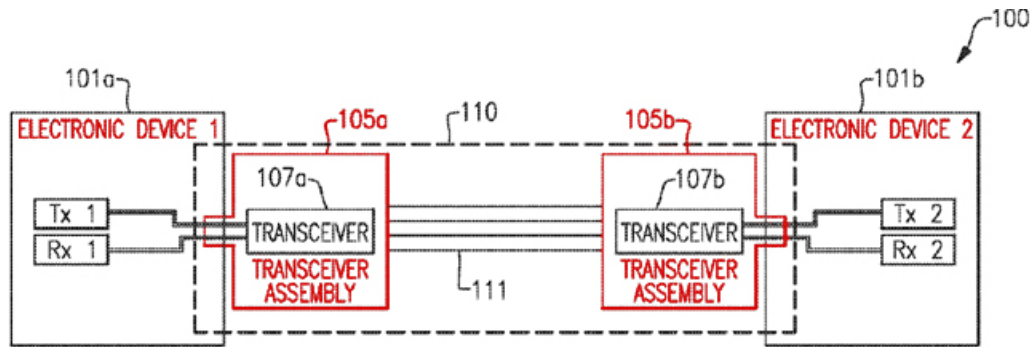 100
101a
101b
110
ELECTRONIC DEVICE 1
105a
105b
ELECTRONIC DEVICE 2
107a
107b
Tx 1
TRANSCEIVER
TRANSCEIVER
Tx 2
Rx 1
Rx 2
TRANSCEIVER
ASSEMBLY
111
TRANSCEIVER
ASSEMBLY